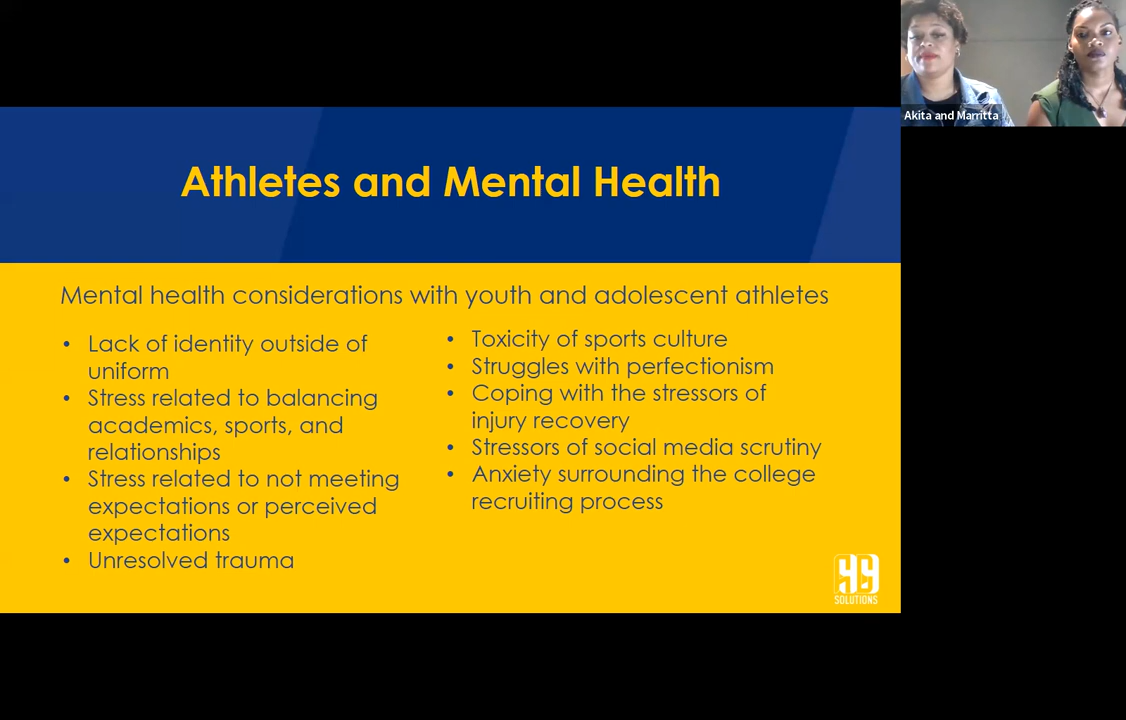 Akita and Marritta
Athletes and Mental Health
Mental health considerations with youth and adolescent athletes
• Lack of identity outside of
uniform
• Stress related to balancing
academics, sports, and
relationships
• Stress related to not meeting
expectations or perceived
expectations
• Unresolved trauma
• Toxicity of sports culture
• Struggles with perfectionism
• Coping with the stressors of
injury recovery
• Stressors of social media scrutiny
• Anxiety surrounding the college
recruiting process
99
SOLUTIONS